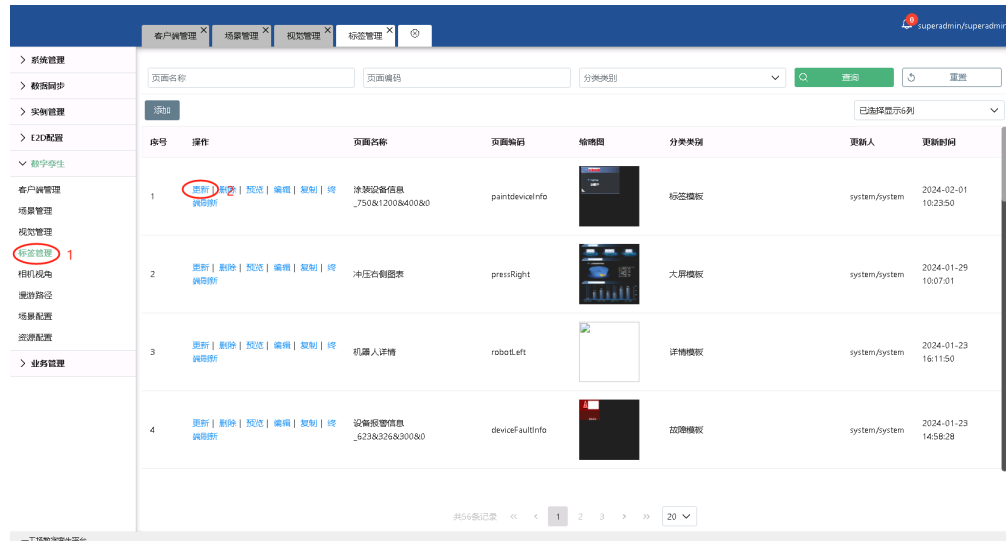 0 superadmin/superadmin
客户端管理 × 场景管理 × 视觉管理 × 标签管理 ×
系统管理
数据同步
实例管理
E2D配置
数字孪生
客户端管理
场景管理
视觉管理
标签管理 1
相机视角
漫游路径
场景配置
资源配置
业务管理
页面名称 页面编码 分类类别 查询 重置
添加 已选择显示6列
序号 操作 页面名称 页面编码 缩略图 分类类别 更新人 更新时间
1 更新 | 删除 | 预览 | 编辑 | 复制 | 终端刷新 2 涂装设备信息_750&1200&400&0 paintdeviceInfo 标签模板 system/system 2024-02-01 10:23:50
2 更新 | 删除 | 预览 | 编辑 | 复制 | 终端刷新 冲压右侧图表 pressRight 大屏模板 system/system 2024-01-29 10:07:01
3 更新 | 删除 | 预览 | 编辑 | 复制 | 终端刷新 机器人详情 robotLeft 详情模板 system/system 2024-01-23 16:11:50
4 更新 | 删除 | 预览 | 编辑 | 复制 | 终端刷新 设备报警信息_623&326&300&0 deviceFaultInfo 故障模板 system/system 2024-01-23 14:58:28
共56条记录 « < 1 2 3 > » 20